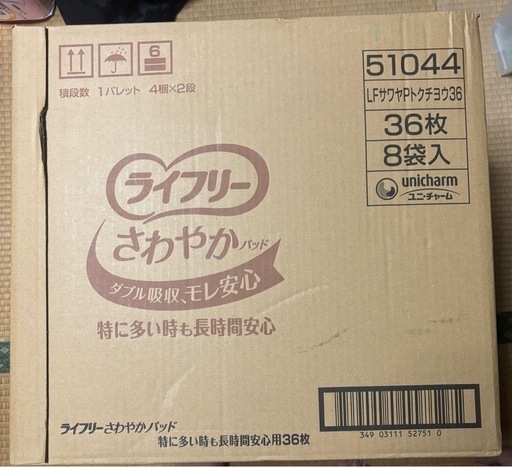 6
積段数 1パレット 4梱×2段
51044
LFサワヤPトクチヨウ36
36枚
8袋入
unicharm
ユニ・チャーム
ライフリー
さわやかパッド
ダブル吸収、モレ安心
特に多い時も長時間安心
ライフリーさわやかパッド
特に多い時も長時間安心用36枚
349 03111 52751 0